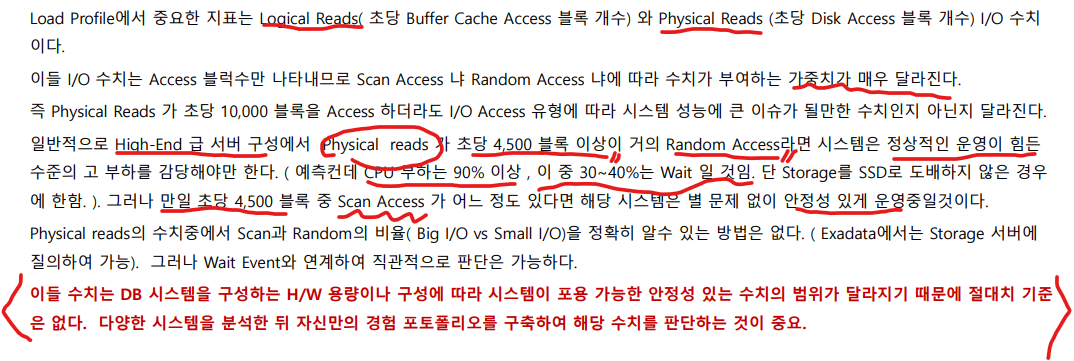 Load Profile에서 중요한 지표는 Logical Reads( 초당 Buffer Cache Access 블록 개수) 와 Physical Reads (초당 Disk Access 블록 개수) I/O 수치
이다.
이들 I/O 수치는 Access 블럭수만 나타내므로 Scan Access 냐 Random Access 냐에 따라 수치가 부여하는 가중치가 매우 달라진다.
즉 Physical Reads 가 초당 10,000 블록을 Access 하더라도 I/O Access 유형에 따라 시스템 성능에 큰 이슈가 될만한 수치인지 아닌지 달라진다.
일반적으로 High-End 급 서버 구성에서 Physical reads 가 초당 4,500 블록 이상이 거의 Random Access라면 시스템은 정상적인 운영이 힘든
수준의 고 부하를 감당해야만 한다. ( 예측컨데 CPU 부하는 90% 이상 , 이 중 30~40%는 Wait 일 것임. 단 Storage를 SSD로 도배하지 않은 경우
에 한함. ). 그러나 만일 초당 4,500 블록 중 Scan Access 가 어느 정도 있다면 해당 시스템은 별 문제 없이 안정성 있게 운영중일것이다.
Physical reads의 수치중에서 Scan과 Random의 비율( Big I/O vs Small I/O)을 정확히 알수 있는 방법은 없다. ( Exadata에서는 Storage 서버에
질의하여 가능).  그러나 Wait Event와 연계하여 직관적으로 판단은 가능하다.
이들 수치는 DB 시스템을 구성하는 H/W 용량이나 구성에 따라 시스템이 포용 가능한 안정성 있는 수치의 범위가 달라지기 때문에 절대치 기준
은 없다.  다양한 시스템을 분석한 뒤 자신만의 경험 포토폴리오를 구축하여 해당 수치를 판단하는 것이 중요.